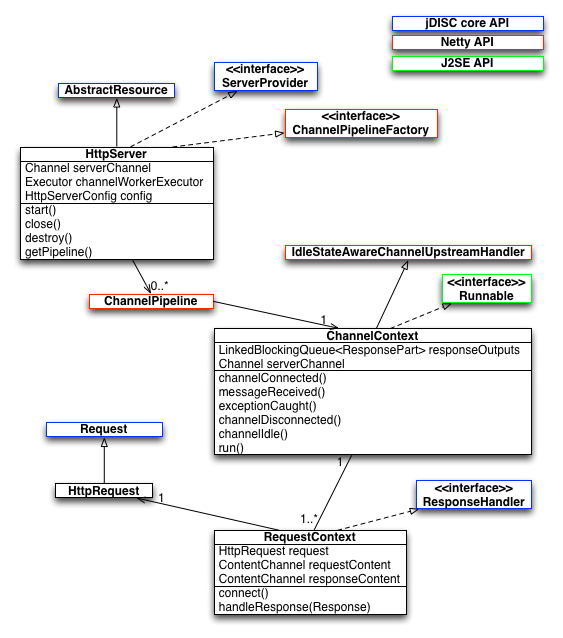 jDISC core API
Netty API
J2SE API
<<interface>>
ServerProvider
AbstractResource
<<interface>>
ChannelPipelineFactory
HttpServer
Channel serverChannel
Executor channelWorkerExecutor
HttpServerConfig config
start()
close()
destroy()
getPipeline()
0..*
ChannelPipeline
1
IdleStateAwareChannelUpstreamHandler
<<interface>>
Runnable
ChannelContext
LinkedBlockingQueue<ResponsePart> responseOutputs
Channel serverChannel
channelConnected()
messageReceived()
exceptionCaught()
channelDisconnected()
channelIdle()
run()
1
Request
HttpRequest
1
<<interface>>
ResponseHandler
1..*
RequestContext
HttpRequest request
ContentChannel requestContent
ContentChannel responseContent
connect()
handleResponse(Response)